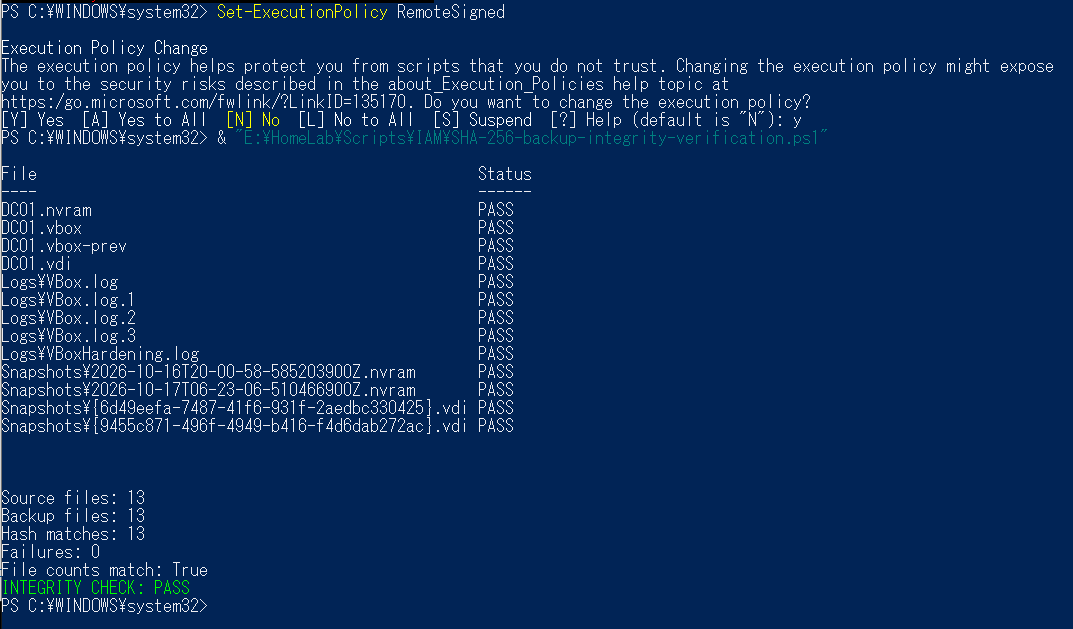 PS C:¥WINDOWS¥system32> Set-ExecutionPolicy RemoteSigned
Execution Policy Change
The execution policy helps protect you from scripts that you do not trust. Changing the execution policy might expose
you to the security risks described in the about_Execution_Policies help topic at
https:/go.microsoft.com/fwlink/?LinkID=135170. Do you want to change the execution policy?
[Y] Yes  [A] Yes to All  [N] No  [L] No to All  [S] Suspend  [?] Help (default is "N"): y
PS C:¥WINDOWS¥system32> & "E:¥HomeLab¥Scripts¥IAM¥SHA-256-backup-integrity-verification.ps1"
File Status
---- ------
DC01.nvram PASS
DC01.vbox PASS
DC01.vbox-prev PASS
DC01.vdi PASS
Logs¥VBox.log PASS
Logs¥VBox.log.1 PASS
Logs¥VBox.log.2 PASS
Logs¥VBox.log.3 PASS
Logs¥VBoxHardening.log PASS
Snapshots¥2026-10-16T20-00-58-585203900Z.nvram PASS
Snapshots¥2026-10-17T06-23-06-510466900Z.nvram PASS
Snapshots¥{6d49eefa-7487-41f6-931f-2aedbc330425}.vdi PASS
Snapshots¥{9455c871-496f-4949-b416-f4d6dab272ac}.vdi PASS
Source files: 13
Backup files: 13
Hash matches: 13
Failures: 0
File counts match: True
INTEGRITY CHECK: PASS
PS C:¥WINDOWS¥system32>